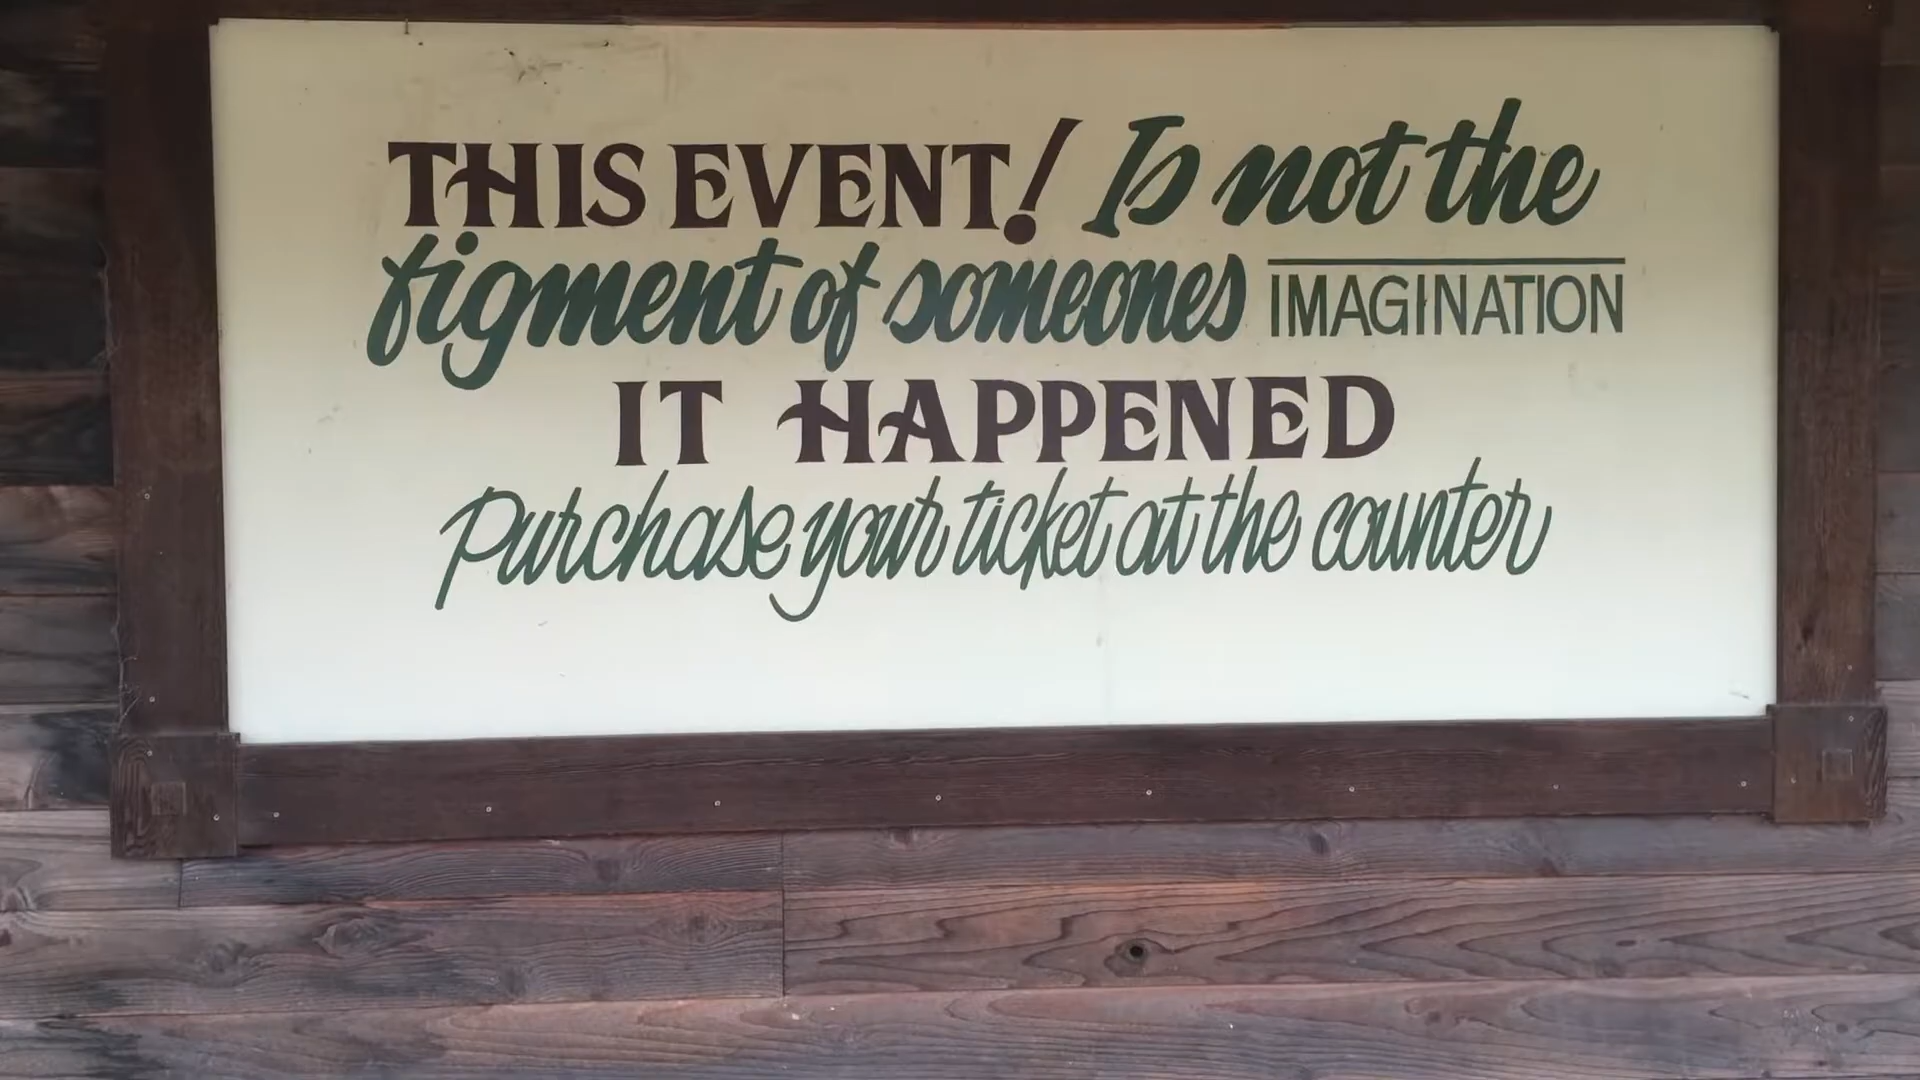 THIS EVENT! Is not the
figment of someones IMAGINATION
IT HAPPENED
Purchase your ticket at the counter